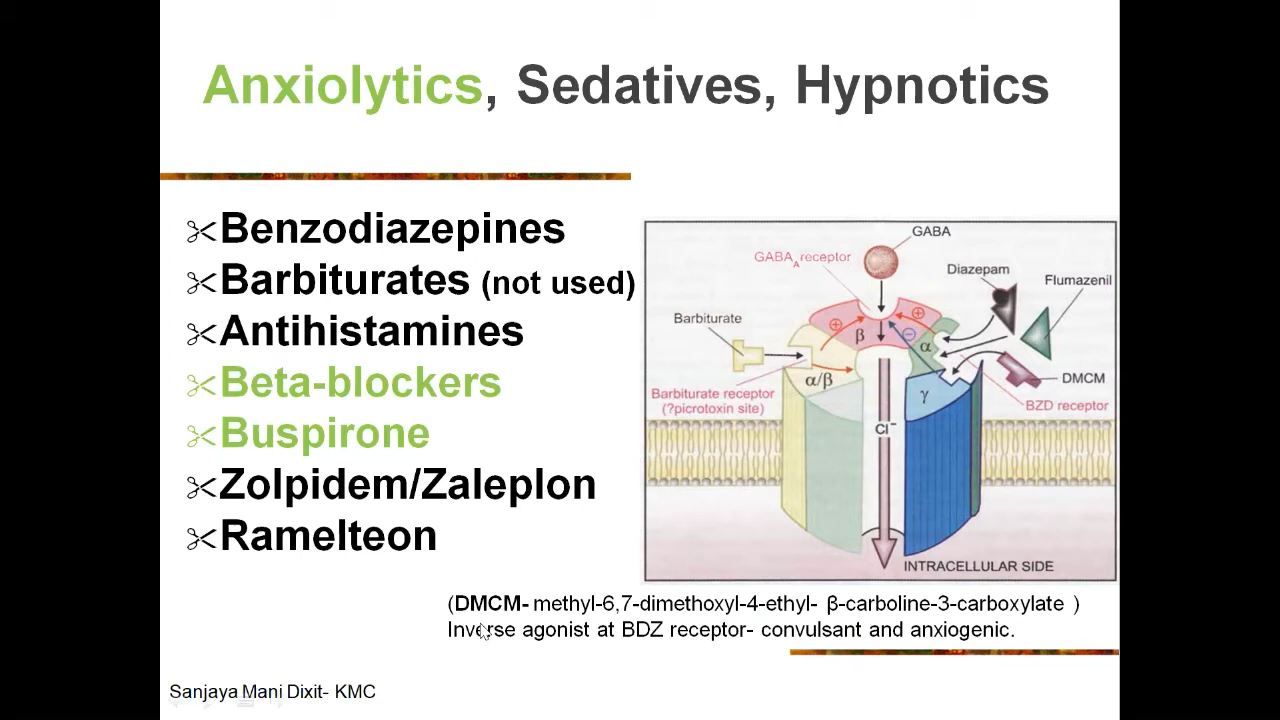 Anxiolytics, Sedatives, Hypnotics
Benzodiazepines
Barbiturates (not used)
Antihistamines
Beta-blockers
Buspirone
Zolpidem/Zaleplon
Ramelteon
GABA
GABA A receptor
Diazepam
Flumazenil
Barbiturate
β
α
α/β
DMCM
Barbiturate receptor
(?picrotoxin site)
γ
BZD receptor
Cl⁻
INTRACELLULAR SIDE
(DMCM- methyl-6,7-dimethoxyl-4-ethyl- β-carboline-3-carboxylate )
Inverse agonist at BDZ receptor- convulsant and anxiogenic.
Sanjaya Mani Dixit- KMC